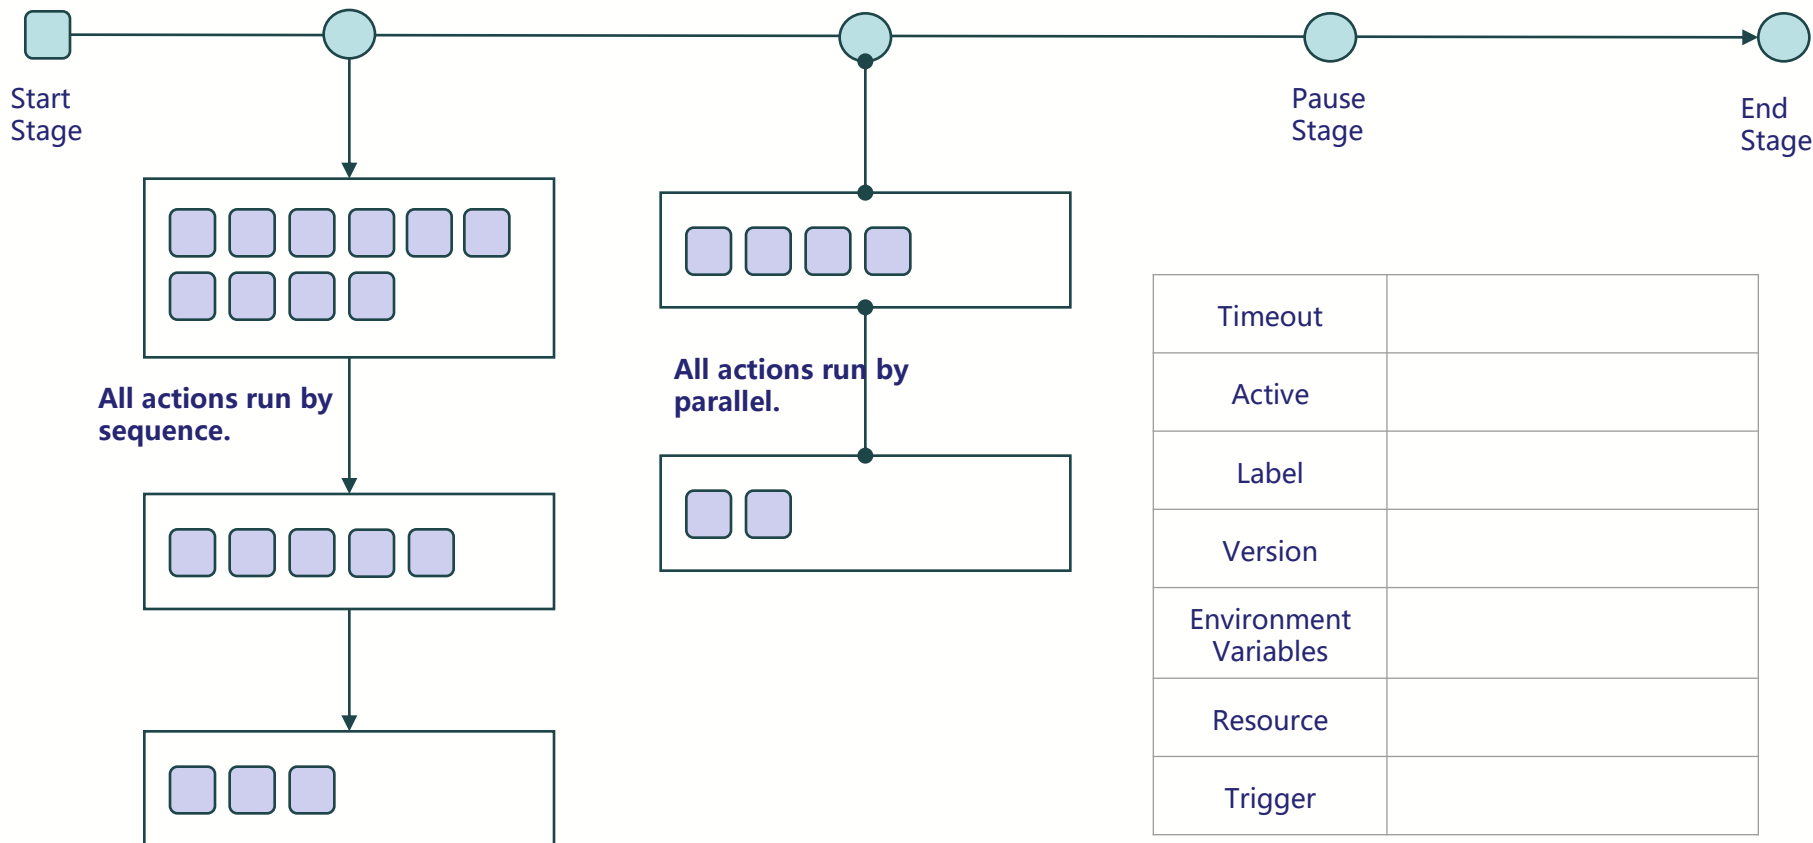 Start
Stage
Pause
Stage
End
Stage
All actions run by
sequence.
All actions run by
parallel.
Timeout
Active
Label
Version
Environment
Variables
Resource
Trigger